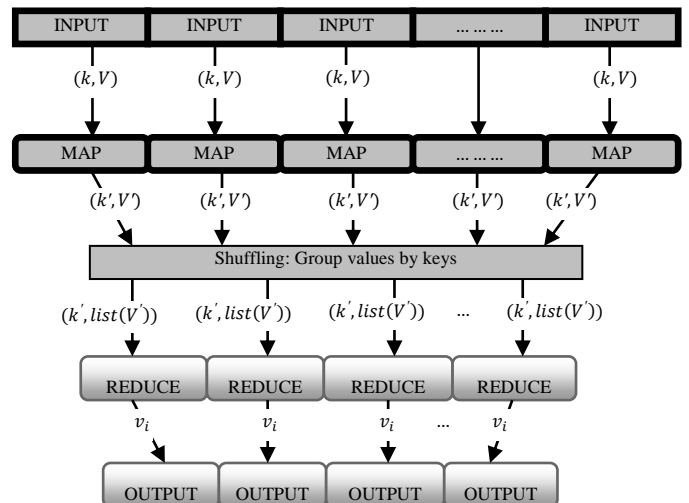 INPUT INPUT INPUT ... ... ... INPUT
(k, V) (k, V) (k, V) (k, V)
MAP MAP MAP ... ... ... MAP
(k′, V′) (k′, V′) (k′, V′) (k′, V′) (k′, V′)
Shuffling: Group values by keys
(k′, list(V′)) (k′, list(V′)) (k′, list(V′)) ... (k′, list(V′))
REDUCE REDUCE REDUCE REDUCE
vᵢ vᵢ vᵢ ... vᵢ
OUTPUT OUTPUT OUTPUT OUTPUT